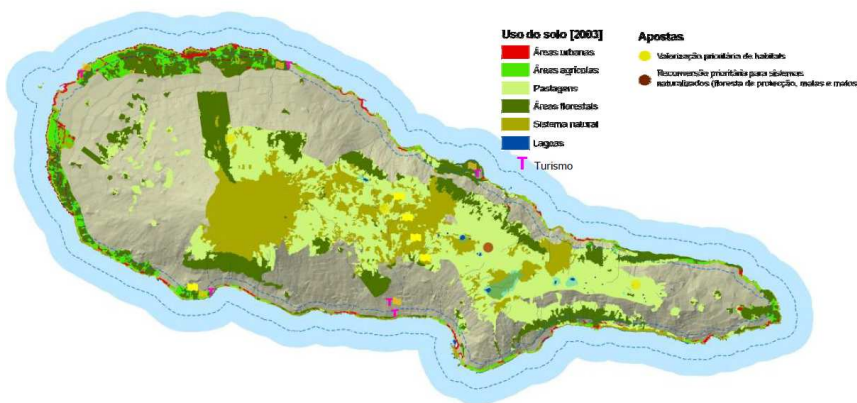 Uso do solo [2003]
Áreas urbanas
Áreas agrícolas
Pastagens
Áreas florestais
Sistema natural
Lagoas
T Turismo
Apostas
Valorização prioritária de habitats
Reconversão prioritária para sistemas
naturalizados (floresta de protecção, matas e matos
T
T
T
T
T
T